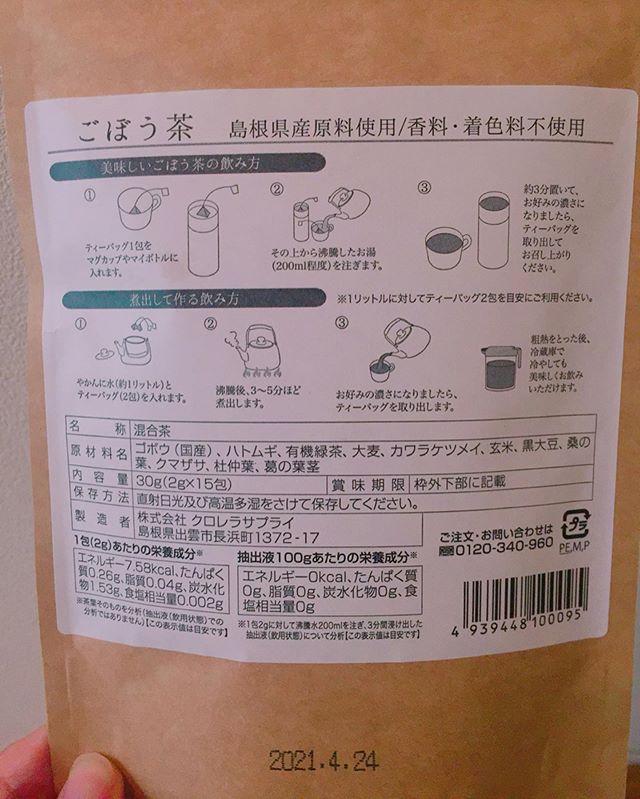 ごぼう茶 島根県産原料使用/香料・着色料不使用
美味しいごぼう茶の飲み方
①
ティーバッグ1包を
マグカップやマイボトルに
入れます。
②
その上から沸騰したお湯
(200ml程度)を注ぎます。
③
約3分置いて、
お好みの濃さに
なりましたら、
ティーバッグを
取り出して
お召し上がり
ください。
煮出して作る飲み方
※1リットルに対してティーバッグ2包を目安にご利用ください。
①
やかんに水(約1リットル)と
ティーバッグ(2包)を入れます。
②
沸騰後、3〜5分ほど
煮出します。
③
お好みの濃さになりましたら、
ティーバッグを取り出します。
粗熱をとった後、
冷蔵庫で
冷やしても
美味しくお飲み
いただけます。
名称 混合茶
原材料名 ゴボウ(国産)、ハトムギ、有機緑茶、大麦、カワラケツメイ、玄米、黒大豆、桑の
葉、クマザサ、杜仲葉、葛の葉茎
内容量 30g(2g×15包) 賞味期限 枠外下部に記載
保存方法 直射日光及び高温多湿をさけて保存してください。
製造者 株式会社 クロレラサプライ
島根県出雲市長浜町1372-17
1包(2g)あたりの栄養成分※
エネルギー7.58kcal、たんぱく
質0.26g、脂質0.04g、炭水化
物1.53g、食塩相当量0.002g
※茶葉そのものを分析(抽出液(飲用状態)での
分析ではありません)【この表示値は目安です】
抽出液100gあたりの栄養成分※
エネルギー0kcal、たんぱく質
0g、脂質0g、炭水化物0g、食
塩相当量0g
※1包2gに対して沸騰水200mlを注ぎ、3分間浸け出した
抽出液(飲用状態)について分析【この表示値は目安です】
ご注文・お問い合わせは
0120-340-960
プラ
PE,M,P
4 939448 100095
2021.4.24